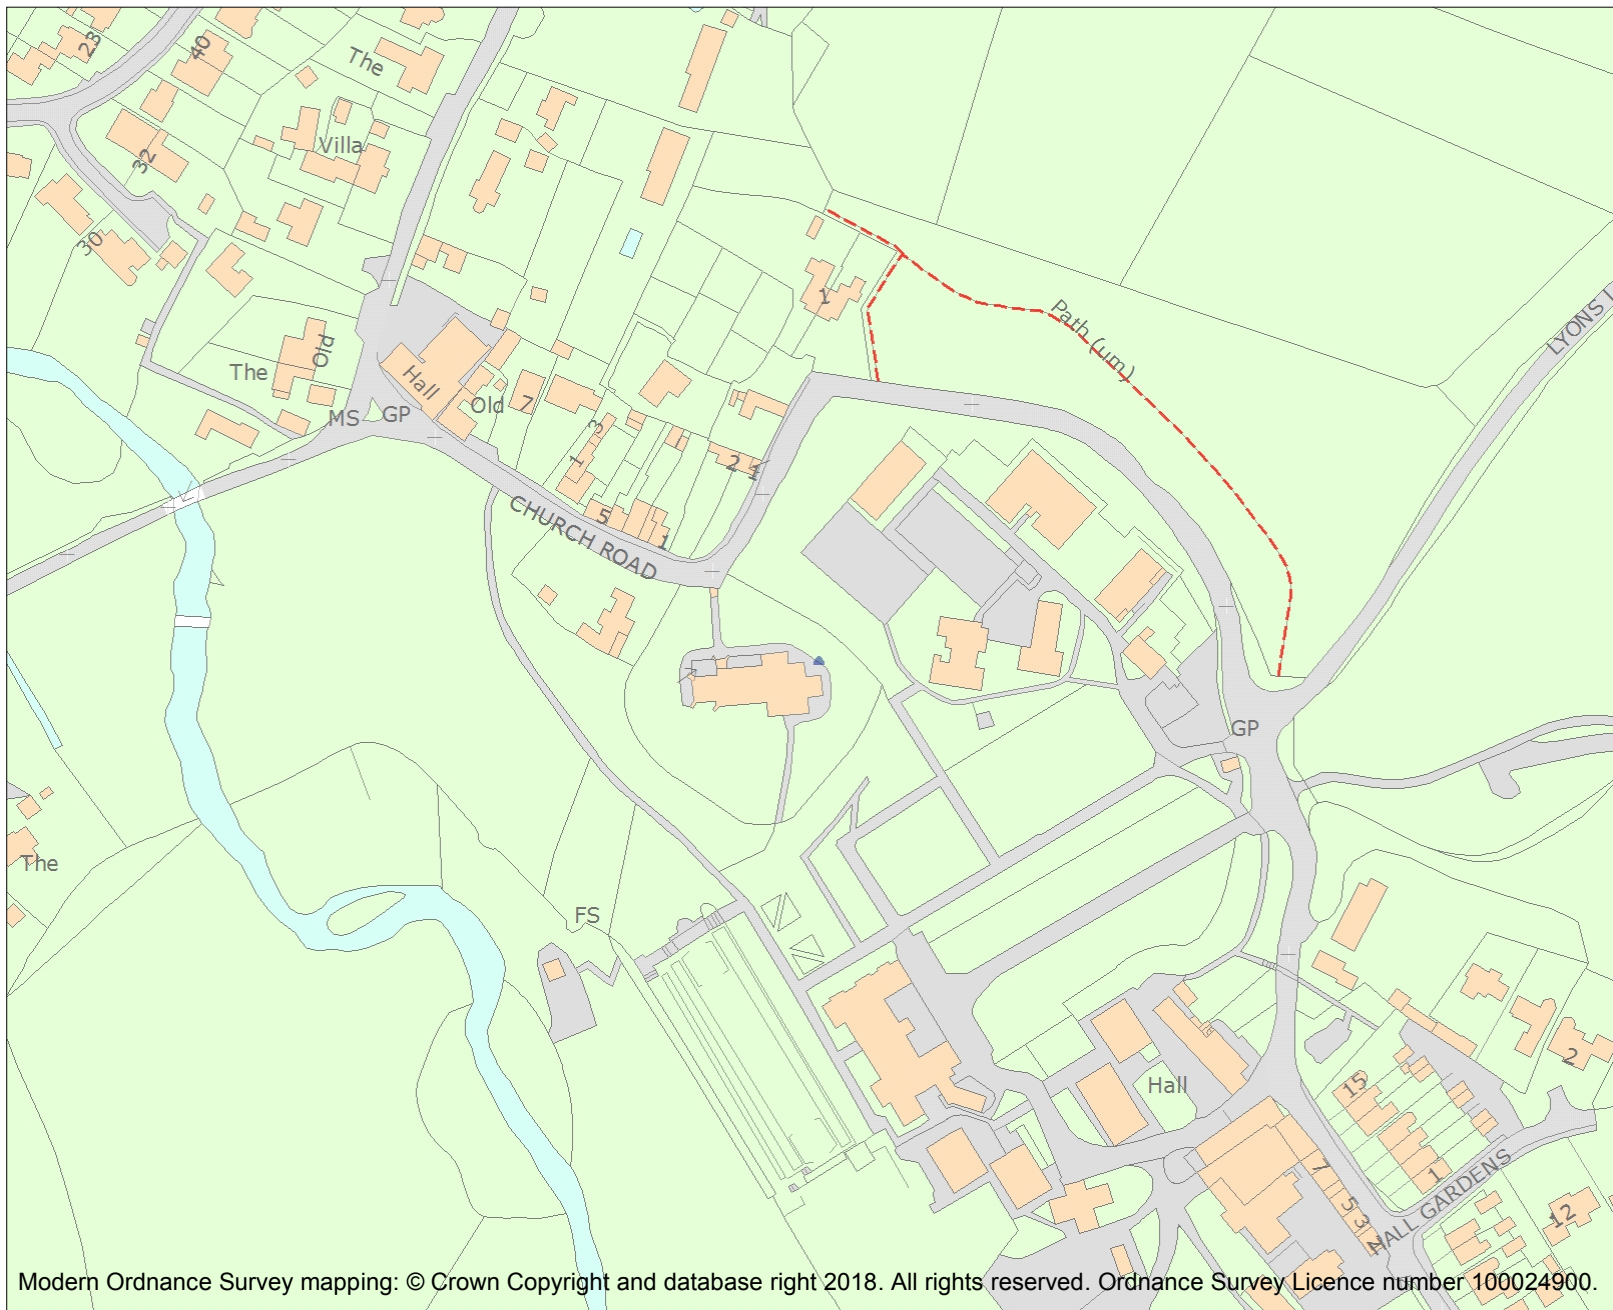 23
40
The
Villa
32
30
1
Path (um)
LYONS L
Old
The
Hall
MS
GP
Old
7
3
1
2
1
5
1
CHURCH ROAD
GP
The
FS
Hall
15
2
1
7
5
3
HALL GARDENS
12
Modern Ordnance Survey mapping: © Crown Copyright and database right 2018. All rights reserved. Ordnance Survey Licence number 100024900.